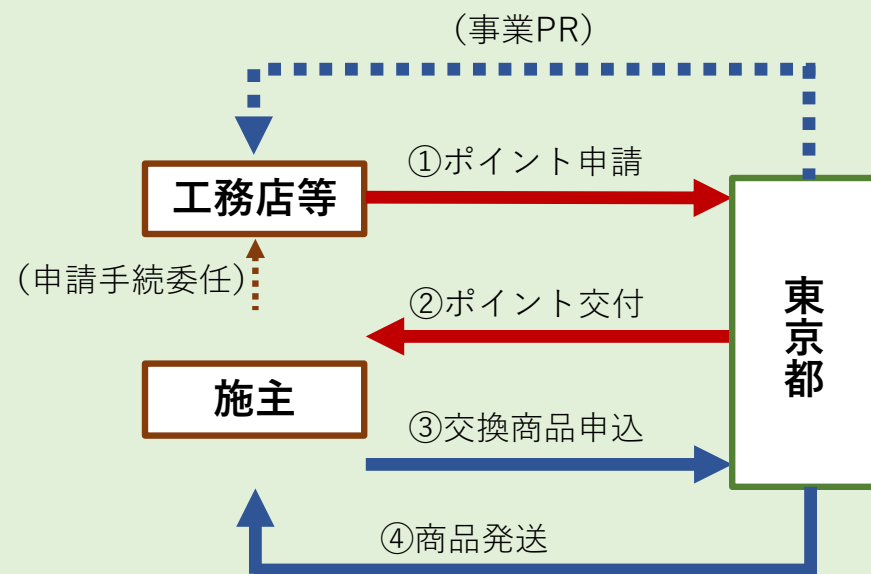 （事業PR）
①ポイント申請
工務店等
（申請手続委任）
②ポイント交付
東京都
施主
③交換商品申込
④商品発送